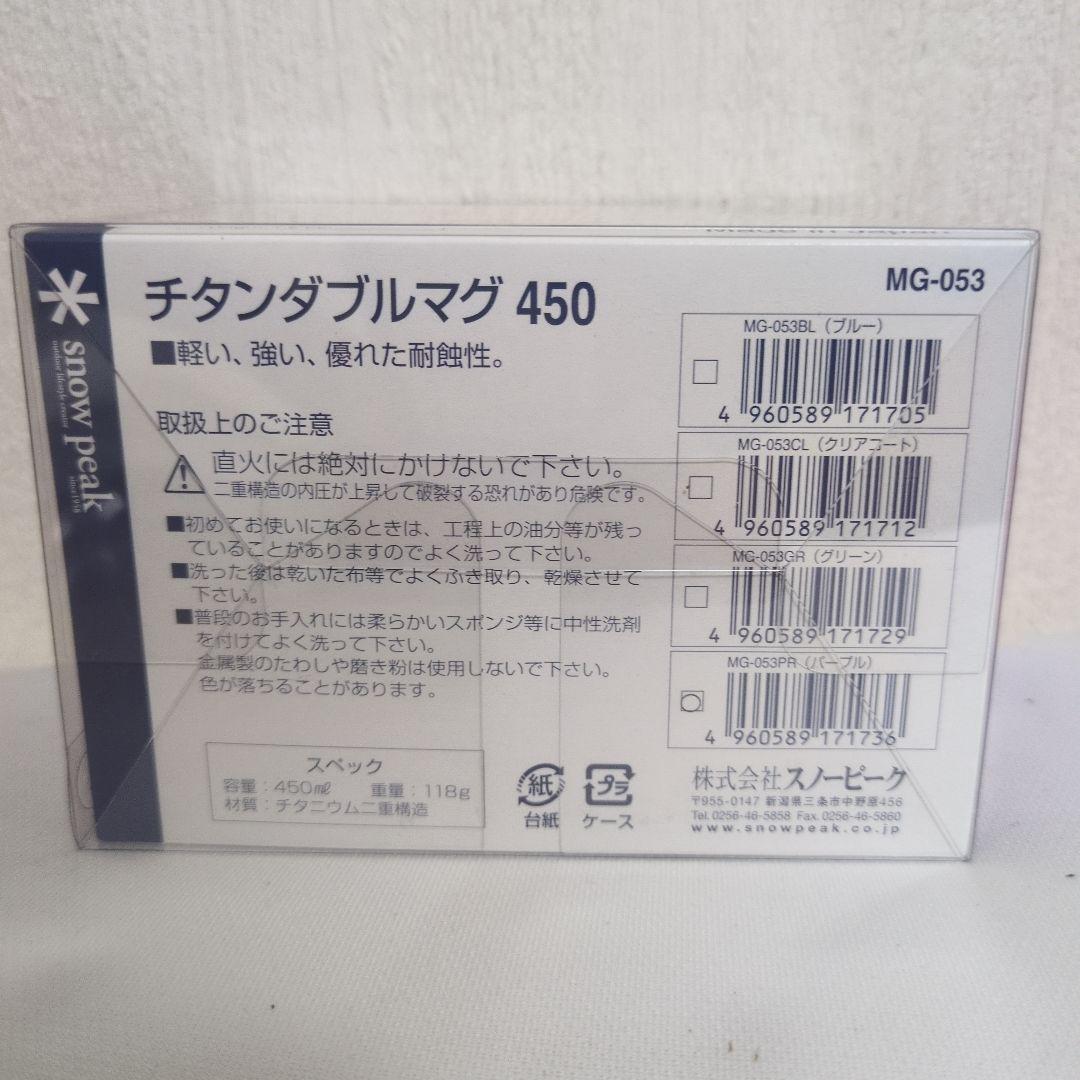 snow peak
outdoor lifestyle creator
since1958
チタンダブルマグ 450
MG-053
■軽い、強い、優れた耐蝕性。
取扱上のご注意
直火には絶対にかけないで下さい。
二重構造の内圧が上昇して破裂する恐れがあり危険です。
■初めてお使いになるときは、工程上の油分等が残っ
ていることがありますのでよく洗って下さい。
■洗った後は乾いた布等でよくふき取り、乾燥させて
下さい。
■普段のお手入れには柔らかいスポンジ等に中性洗剤
を付けてよく洗って下さい。
金属製のたわしや磨き粉は使用しないで下さい。
色が落ちることがあります。
スペック
容量：450㎖ 重量：118g
材質：チタニウム二重構造
紙
台紙
プラ
ケース
MG-053BL（ブルー）
4 960589 171705
MG-053CL（クリアコート）
4 960589 171712
MG-053GR（グリーン）
4 960589 171729
MG-053PR（パープル）
4 960589 171736
株式会社スノーピーク
〒955-0147 新潟県三条市中野原456
Tel. 0256-46-5858 Fax. 0256-46-5860
www.snowpeak.co.jp